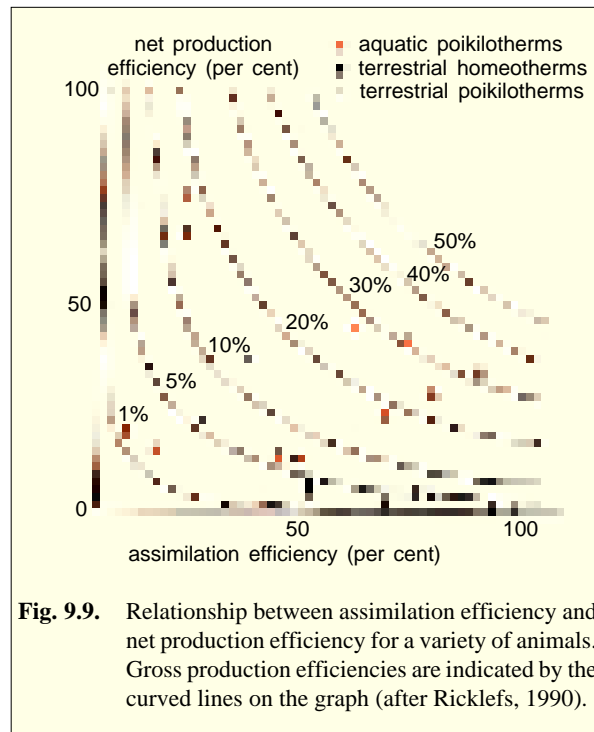 net production
efficiency (per cent)
aquatic poikilotherms
terrestrial homeotherms
terrestrial poikilotherms
100
50%
40%
30%
50
20%
10%
5%
1%
0
50
100
assimilation efficiency (per cent)
Fig. 9.9. Relationship between assimilation efficiency and
net production efficiency for a variety of animals.
Gross production efficiencies are indicated by the
curved lines on the graph (after Ricklefs, 1990).